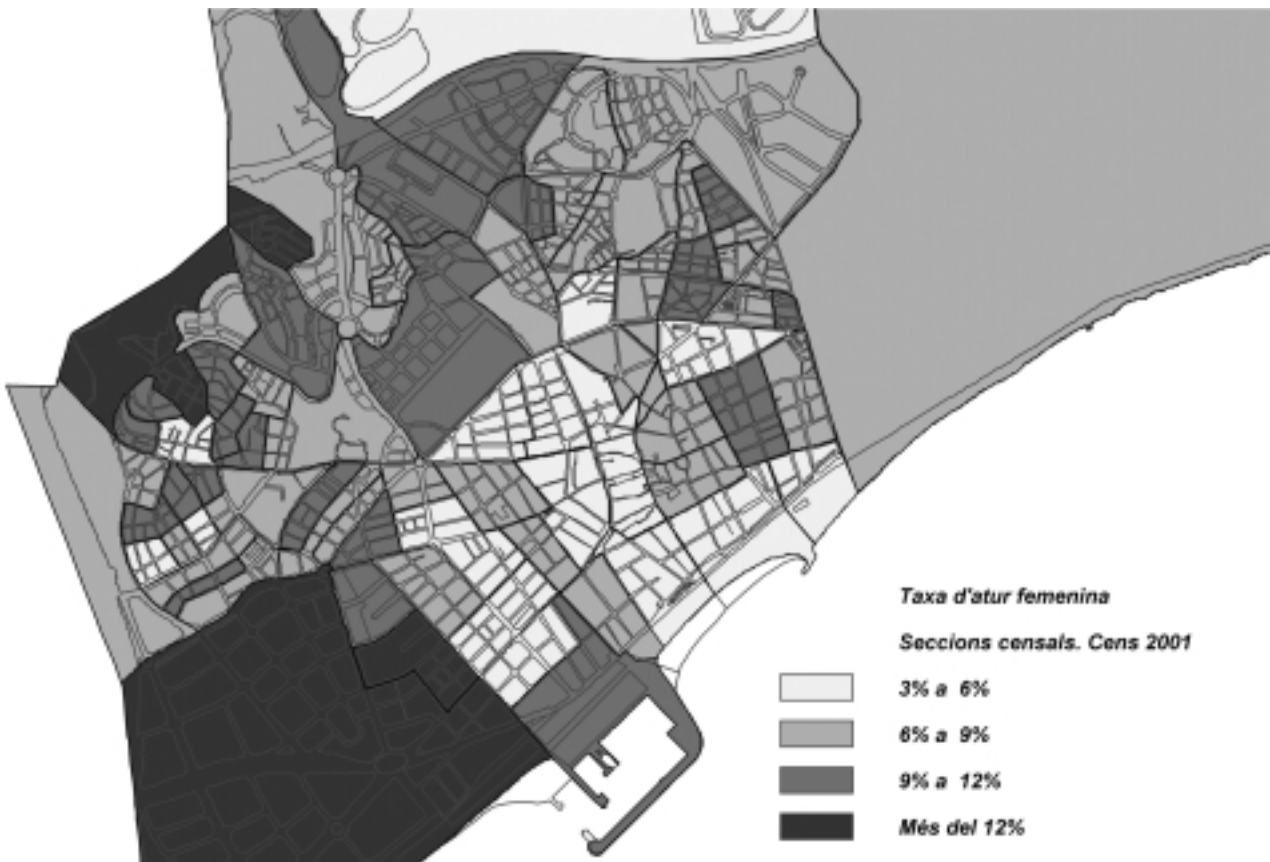 Taxa d'atur femenina
Seccions censals. Cens 2001
3% a 6%
6% a 9%
9% a 12%
Més del 12%